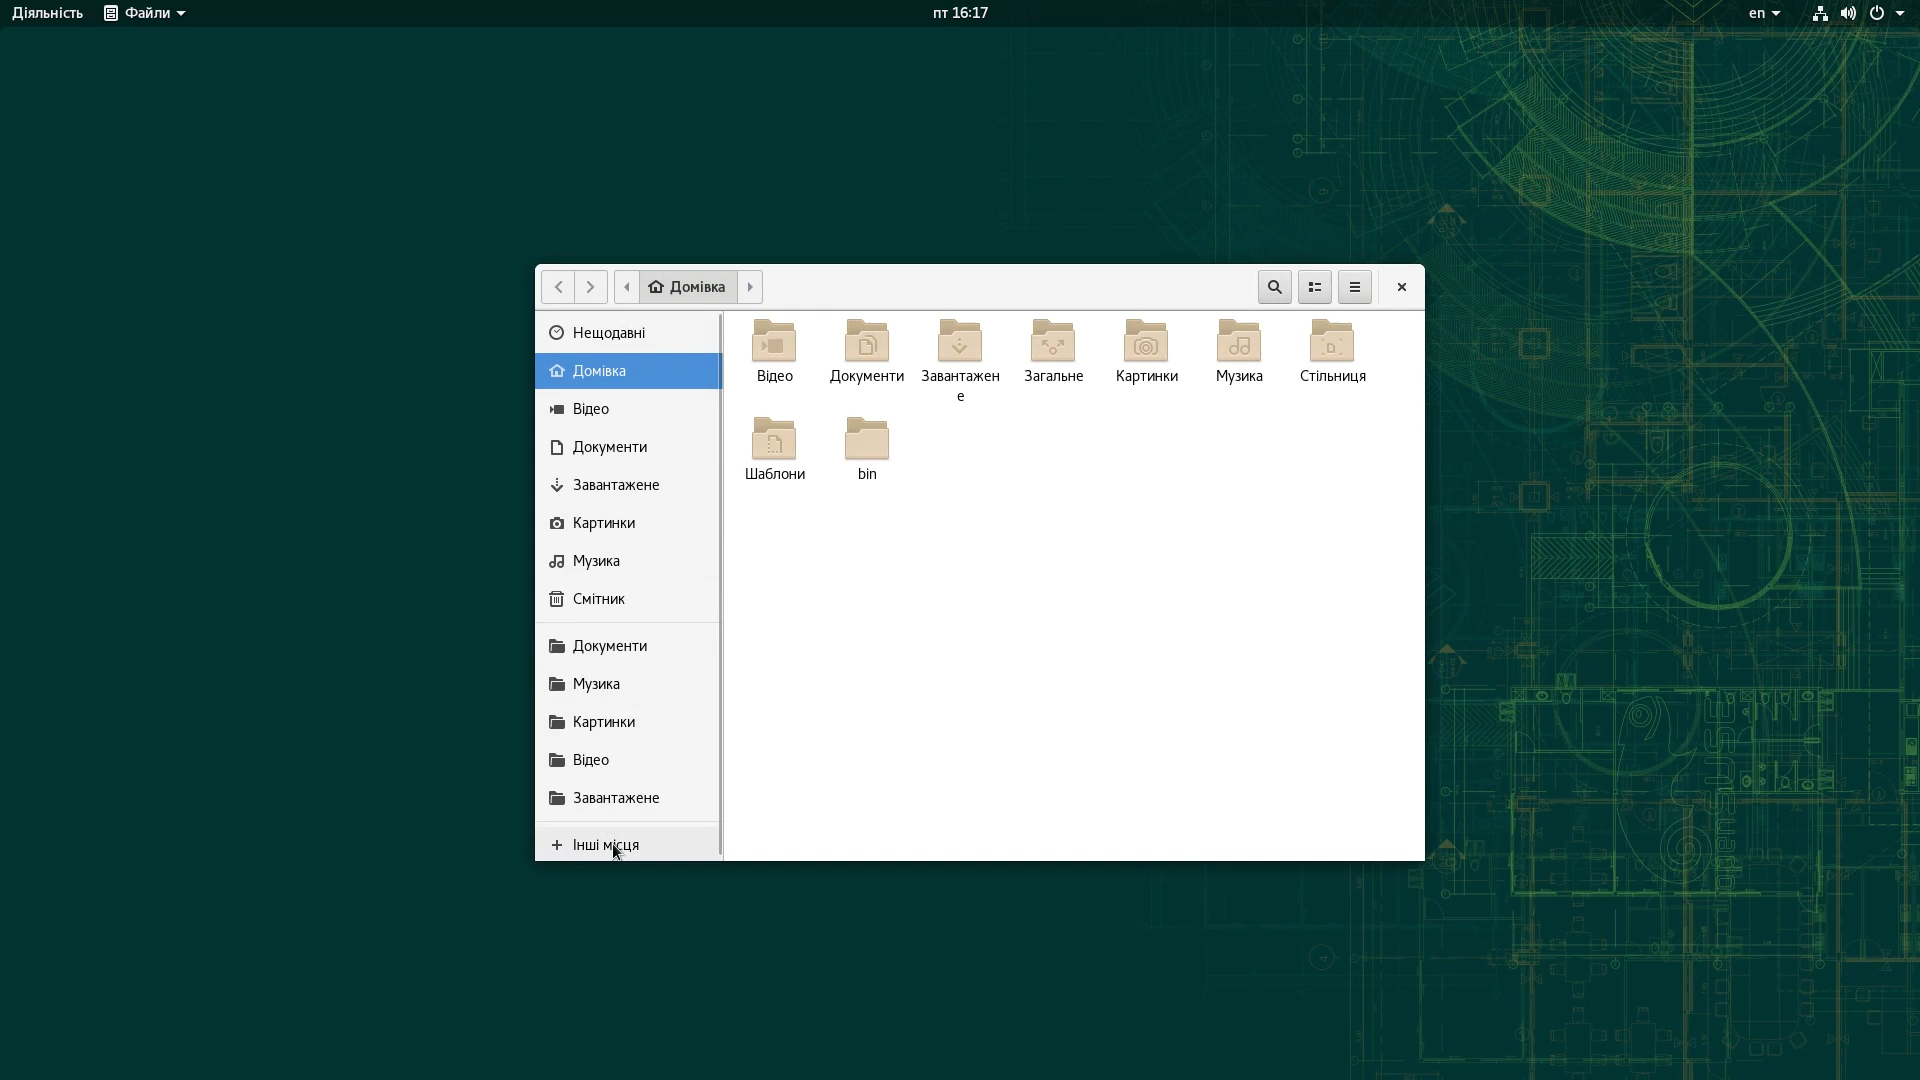 Діяльність
Файли
пт 16:17
en
Домівка
Нещодавні
Домівка
Відео
Документи
Завантажене
Картинки
Музика
Смітник
Документи
Музика
Картинки
Відео
Завантажене
Інші місця
Відео
Документи
Завантажен
е
Загальне
Картинки
Музика
Стільниця
Шаблони
bin
openSUSE